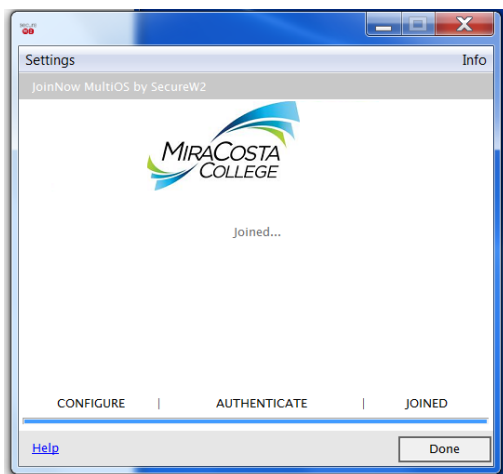 Settings Info
JoinNow MultiOS by SecureW2
MIRACOSTA
COLLEGE
Joined...
CONFIGURE | AUTHENTICATE | JOINED
Help Done